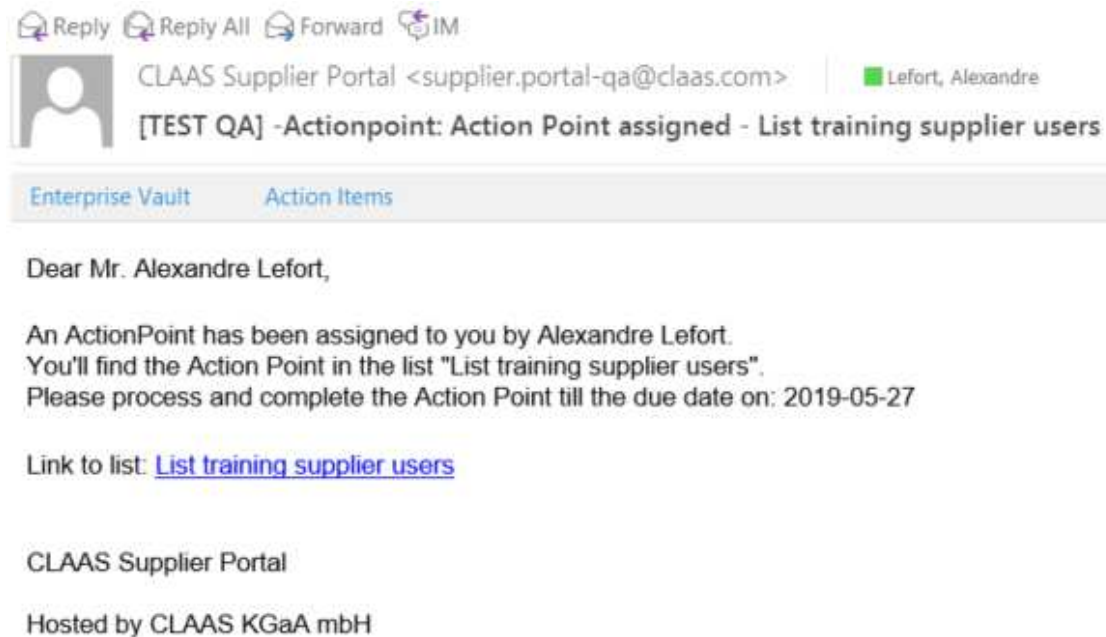 Reply Reply All Forward IM
CLAAS Supplier Portal <supplier.portal-qa@claas.com> Lefort, Alexandre
[TEST QA] -Actionpoint: Action Point assigned - List training supplier users
Enterprise Vault Action Items
Dear Mr. Alexandre Lefort,
An ActionPoint has been assigned to you by Alexandre Lefort.
You'll find the Action Point in the list "List training supplier users".
Please process and complete the Action Point till the due date on: 2019-05-27
Link to list: List training supplier users
CLAAS Supplier Portal
Hosted by CLAAS KGaA mbH